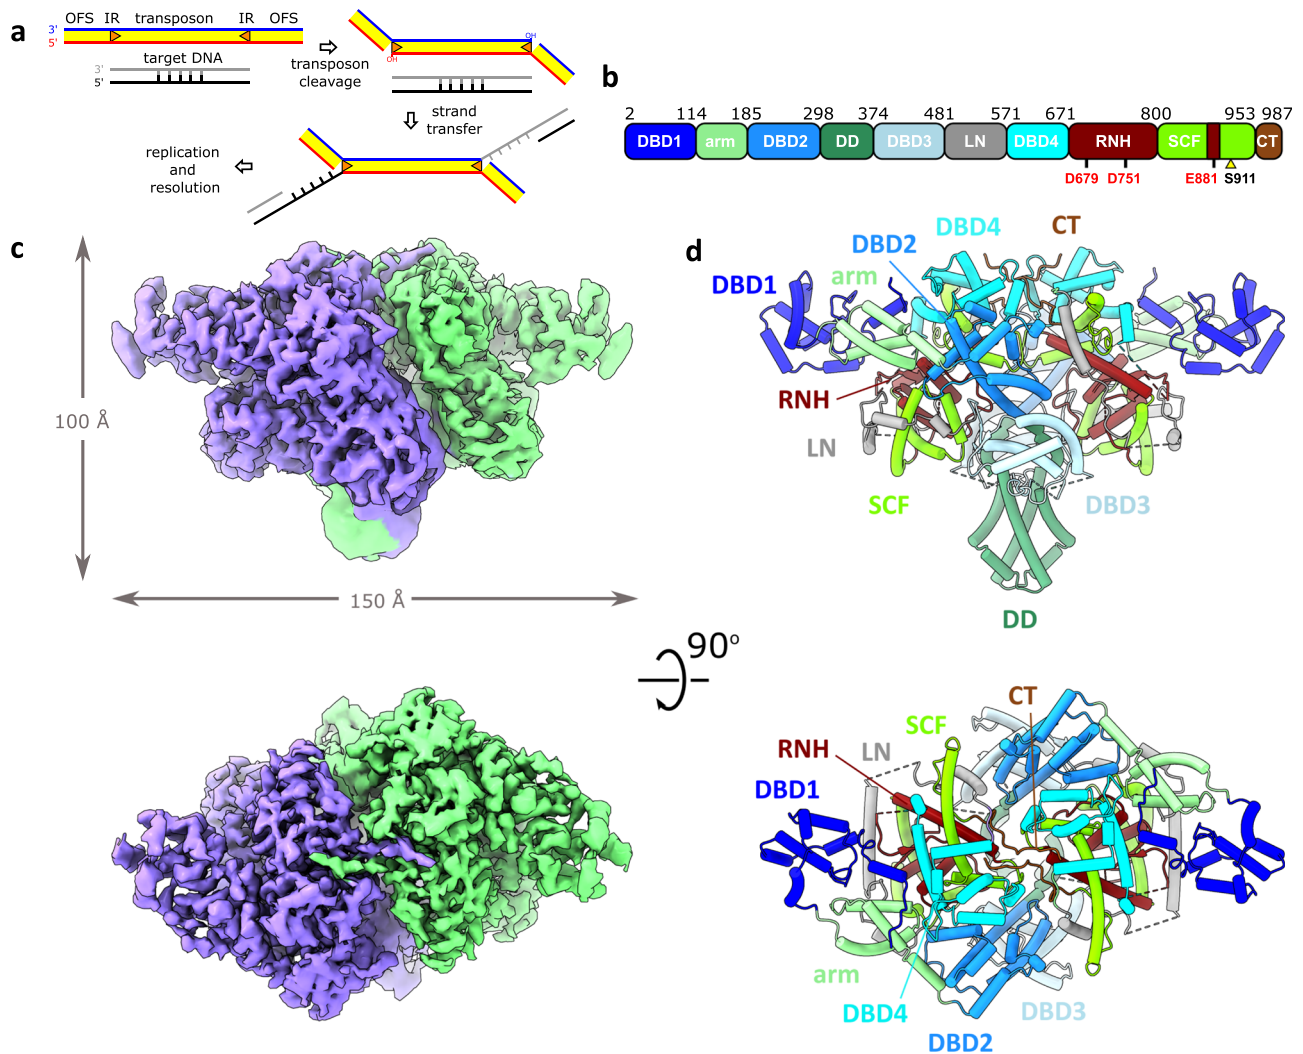 a
OFS IR transposon IR OFS
3'
5'
target DNA
3'
5'
transposon
cleavage
OH
OH
strand
transfer
replication
and
resolution
b
2 114 185 298 374 481 571 671 800 953 987
DBD1 arm DBD2 DD DBD3 LN DBD4 RNH SCF CT
D679 D751 E881 S911
c
100 Å
150 Å
d
DBD4 CT
DBD2
arm
DBD1
RNH
LN
SCF
DBD3
DD
90°
CT
SCF
LN
RNH
DBD1
arm
DBD4
DBD3
DBD2